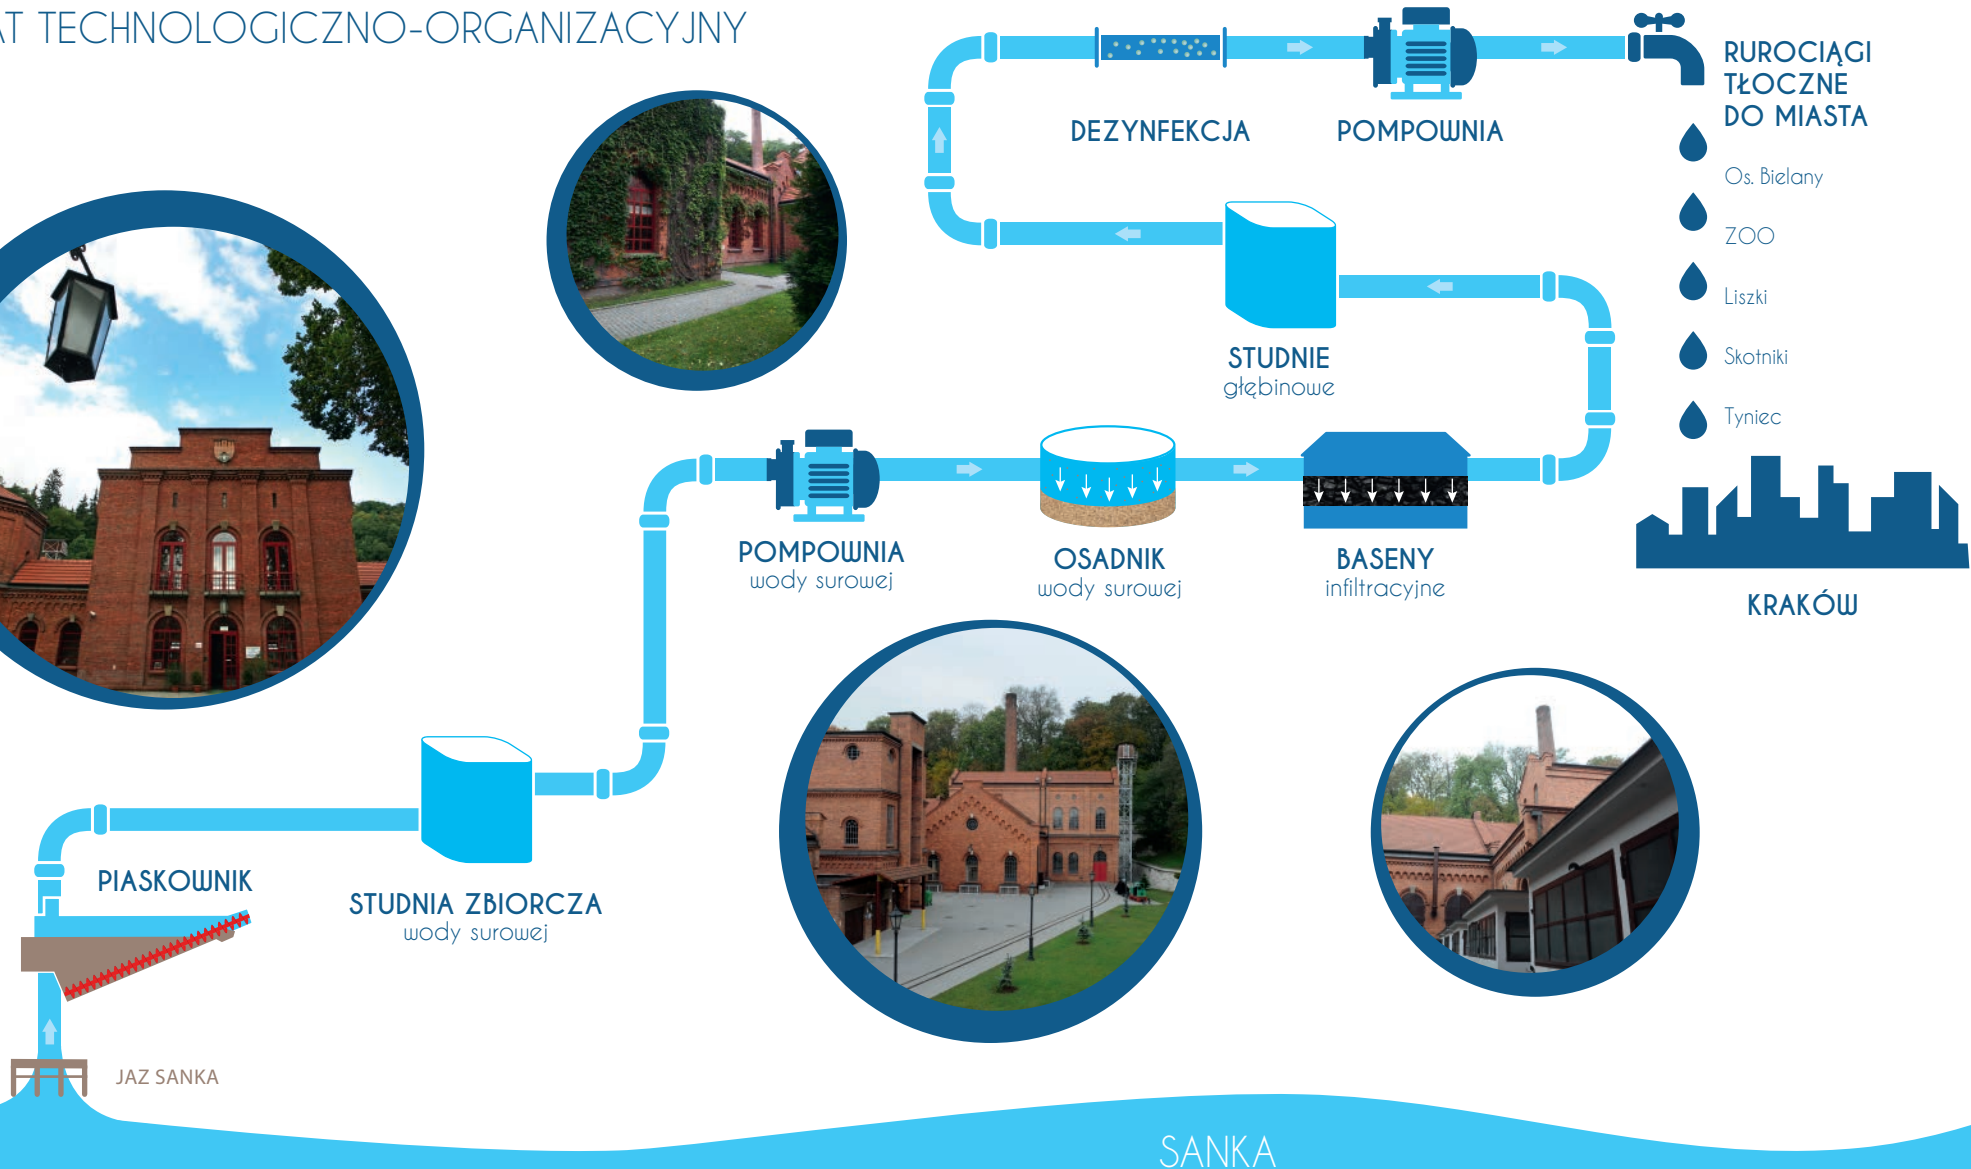 AT TECHNOLOGICZNO-ORGANIZACYJNY
DEZYNFEKCJA
POMPOWNIA
RUROCIĄGI
TŁOCZNE
DO MIASTA
Os. Bielany
ZOO
Liszki
Skotniki
Tyniec
KRAKÓW
STUDNIE
głębinowe
POMPOWNIA
wody surowej
OSADNIK
wody surowej
BASENY
infiltracyjne
PIASKOWNIK
STUDNIA ZBIORCZA
wody surowej
JAZ SANKA
SANKA